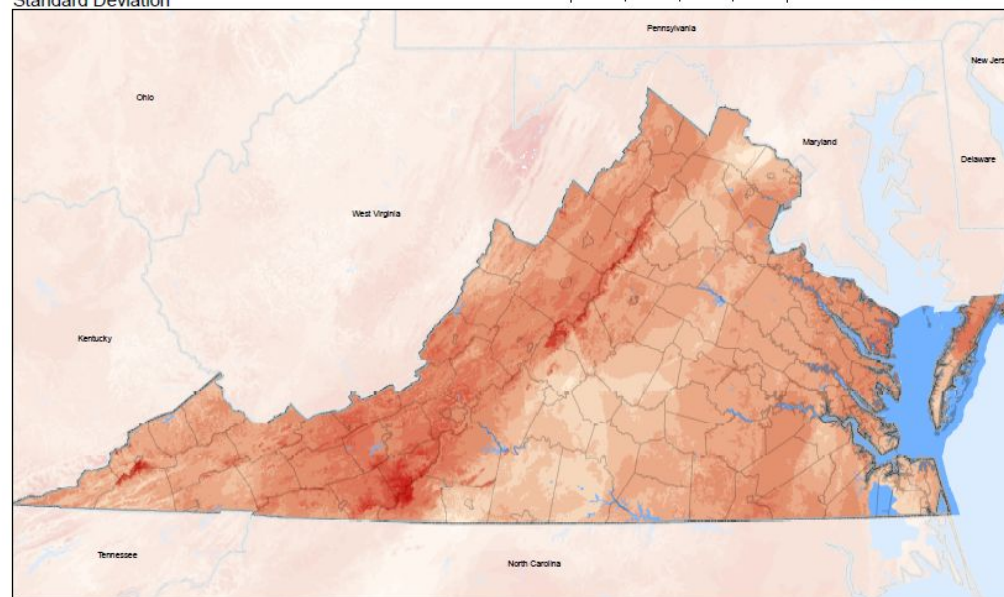 Standard Deviation
Pennsylvania
New Jers
Ohio
Maryland
Delaware
West Virginia
Kentucky
Tennessee
North Carolina